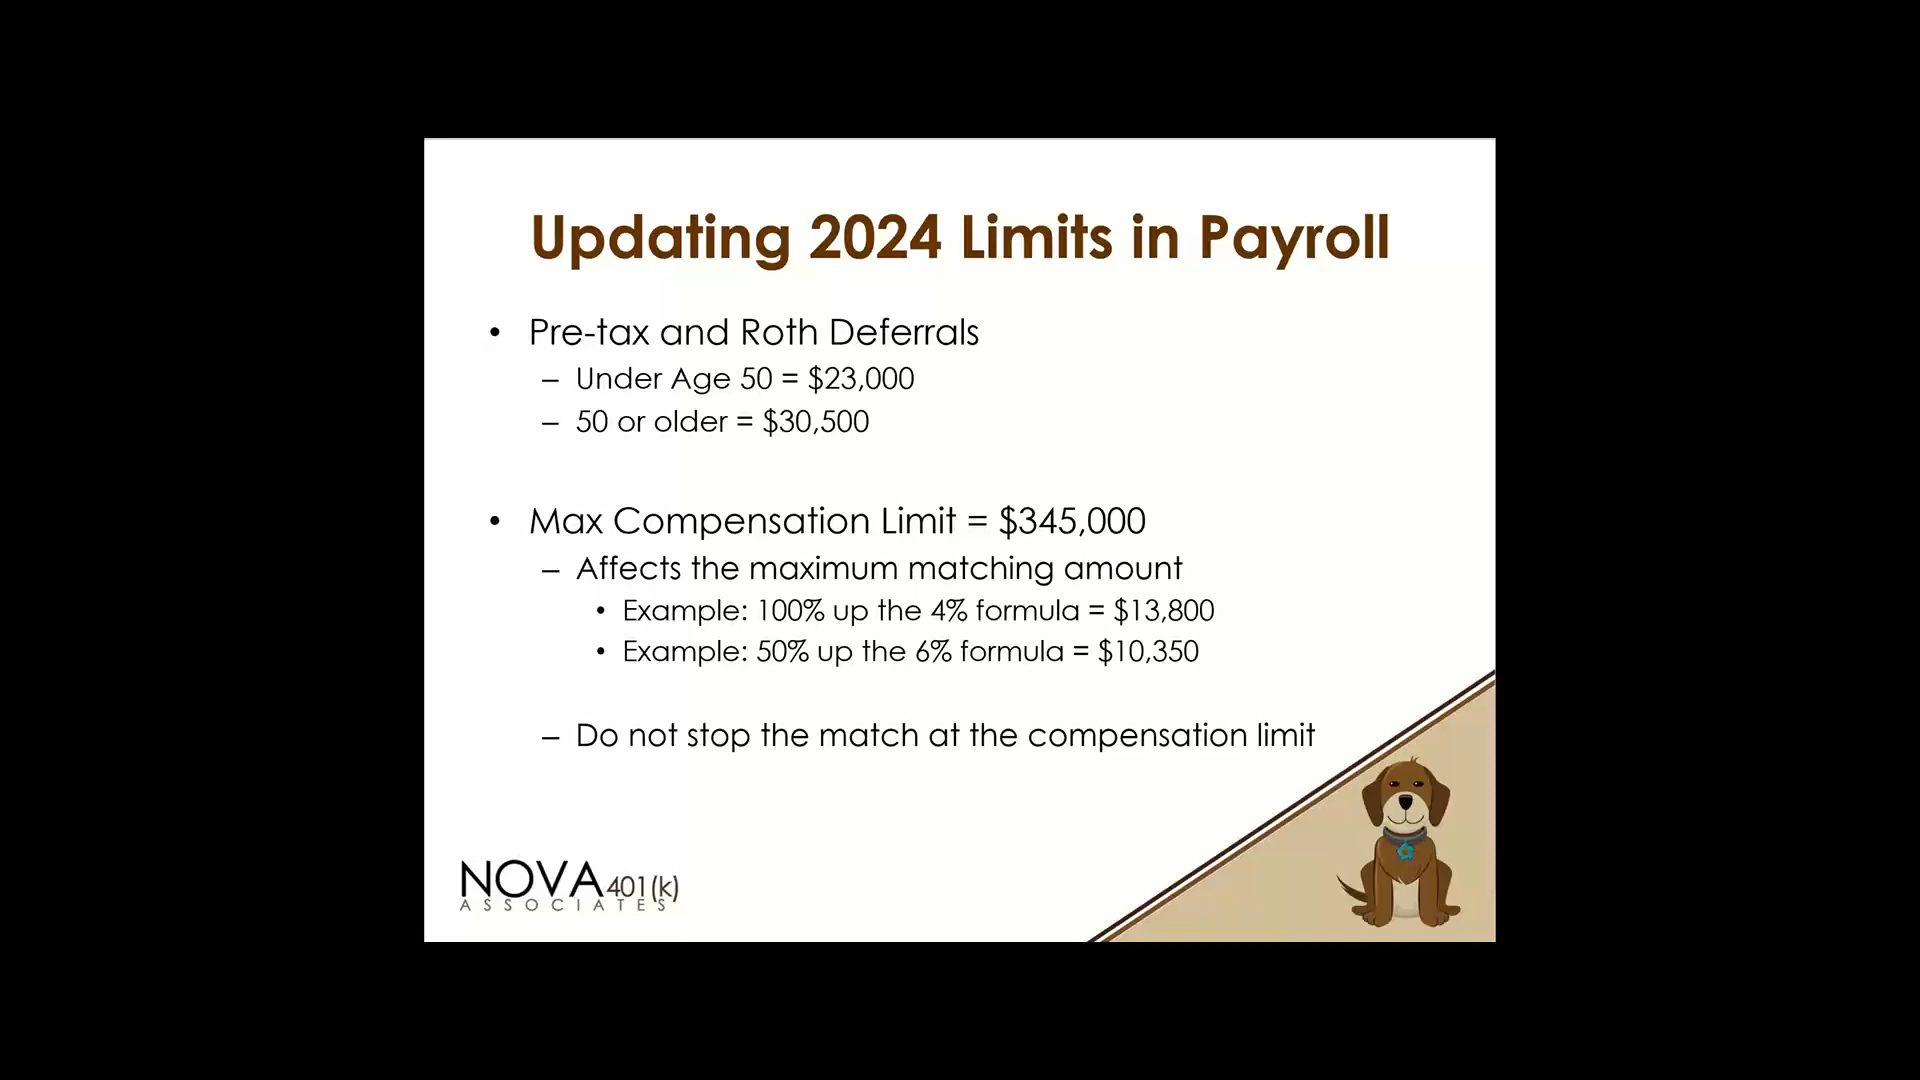 Updating 2024 Limits in Payroll
• Pre-tax and Roth Deferrals
– Under Age 50 = $23,000
– 50 or older = $30,500
• Max Compensation Limit = $345,000
– Affects the maximum matching amount
• Example: 100% up the 4% formula = $13,800
• Example: 50% up the 6% formula = $10,350
– Do not stop the match at the compensation limit
NOVA 401(k)
ASSOCIATES